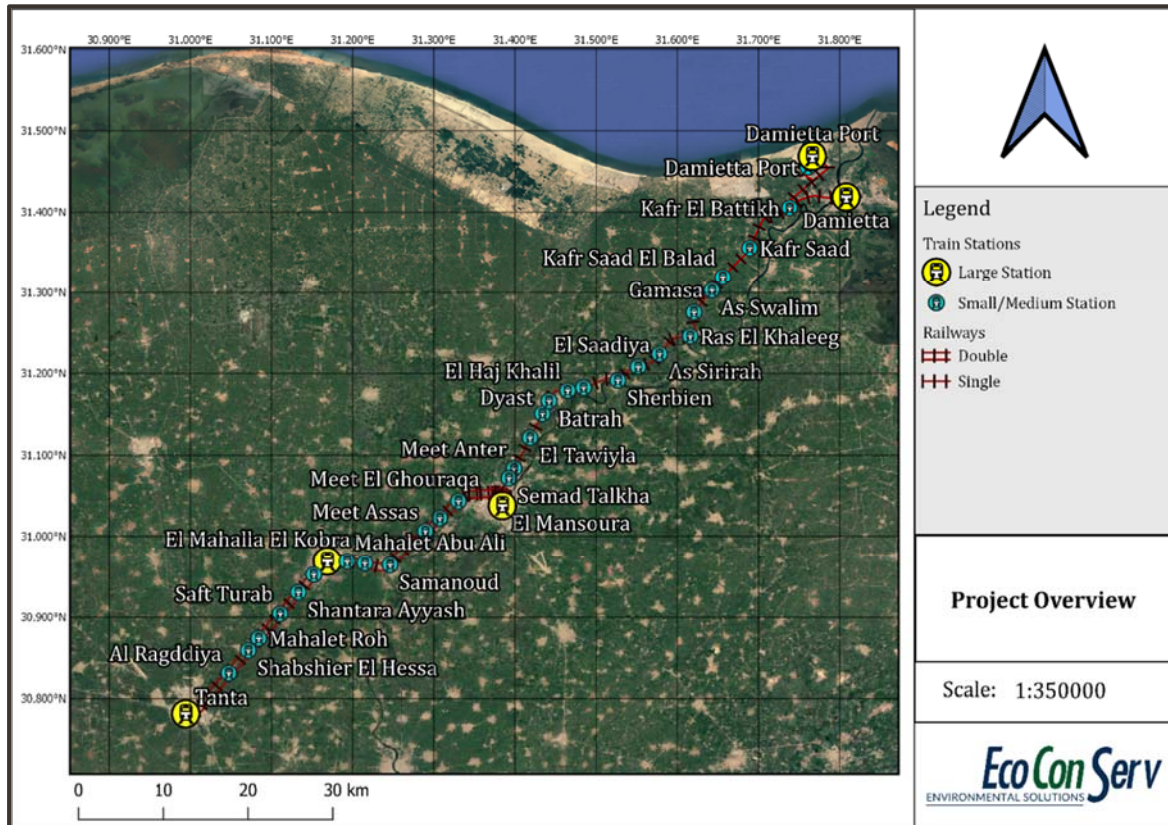 30.900°E 31.000°E 31.100°E 31.200°E 31.300°E 31.400°E 31.500°E 31.600°E 31.700°E 31.800°E
31.600°N
31.500°N
31.400°N
31.300°N
31.200°N
31.100°N
31.000°N
30.900°N
30.800°N
Damietta Port
Damietta Port
Kafr El Battikh
Damietta
Kafr Saad
Kafr Saad El Balad
Gamasa
As Swalim
Ras El Khaleeg
El Saadiya
As Sirirah
El Haj Khalil
Sherbien
Dyast
Batrah
Meet Anter
El Tawiyla
Meet El Ghouraqa
Semad Talkha
El Mansoura
Meet Assas
El Mahalla El Kobra
Mahalet Abu Ali
Samanoud
Saft Turab
Shantara Ayyash
Mahalet Roh
Al Ragddiya
Shabshier El Hessa
Tanta
0 10 20 30 km
Legend
Train Stations
Large Station
Small/Medium Station
Railways
Double
Single
Project Overview
Scale: 1:350000
EcoConServ
ENVIRONMENTAL SOLUTIONS